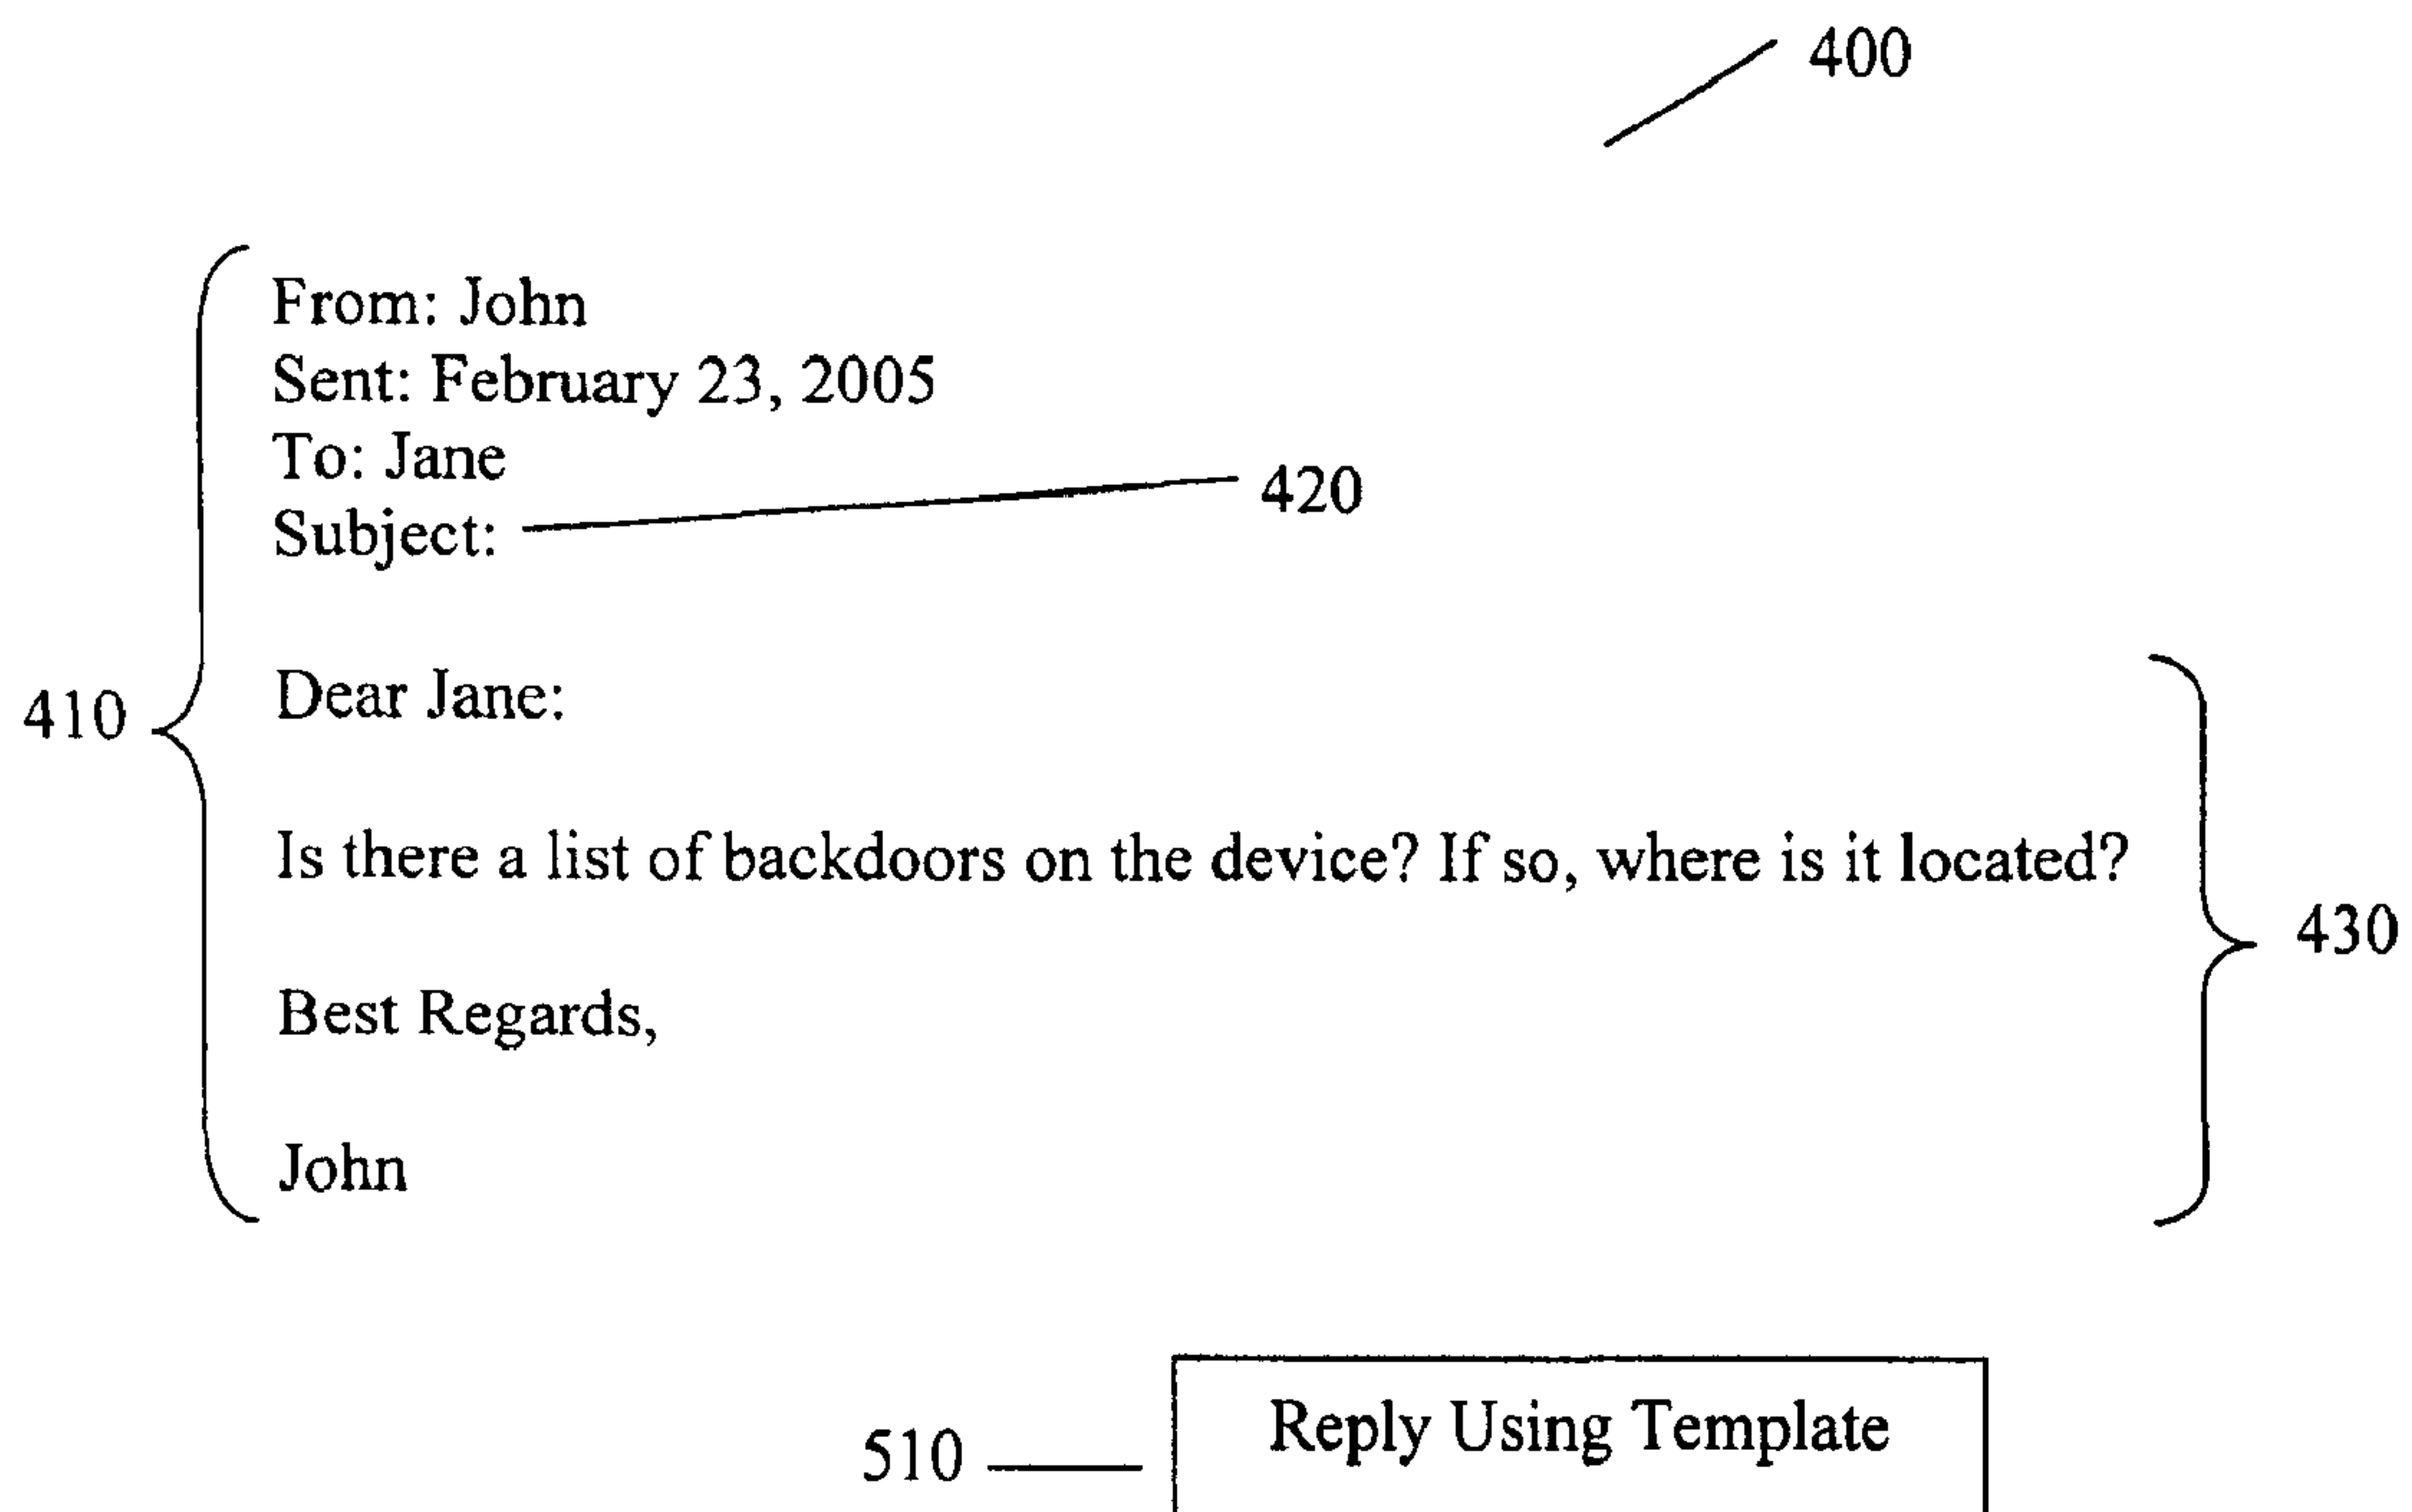 400
From: John
Sent: February 23, 2005
To: Jane
420
Subject:
Dear Jane:
410
Is there a list of backdoors on the device? If so, where is it located?
430
Best Regards,
John
Reply Using Template
510